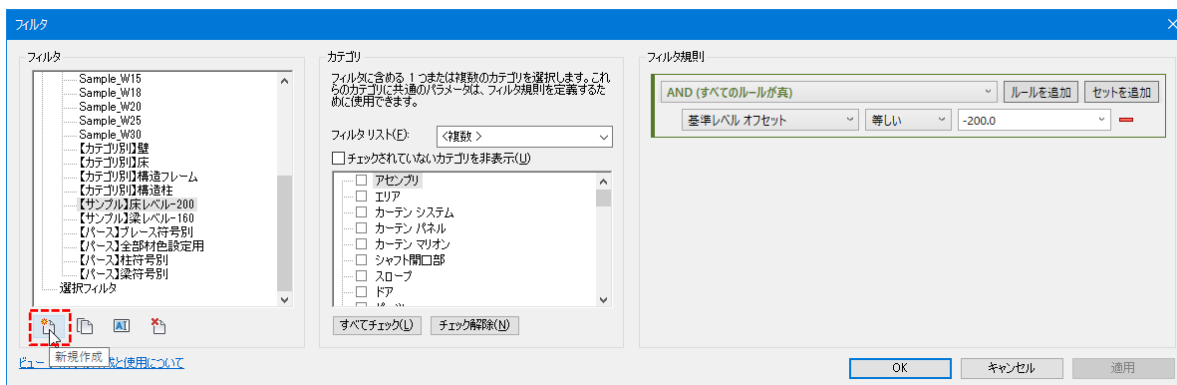 フィルタ
フィルタ
Sample_W15
Sample_W18
Sample_W20
Sample_W25
Sample_W30
【カテゴリ別】壁
【カテゴリ別】床
【カテゴリ別】構造フレーム
【カテゴリ別】構造柱
【サンプル】床レベル-200
【サンプル】梁レベル-160
【パース】ブレース符号別
【パース】全部材色設定用
【パース】柱符号別
【パース】梁符号別
選択フィルタ
AI
新規作成
カテゴリ
フィルタに含める 1 つまたは複数のカテゴリを選択します。これ
らのカテゴリに共通のパラメータは、フィルタ規則を定義するた
めに使用できます。
フィルタ リスト(F): <複数>
チェックされていないカテゴリを非表示(U)
アセンブリ
エリア
カーテン システム
カーテン パネル
カーテン マリオン
シャフト開口部
スロープ
ドア
すべてチェック(L) チェック解除(N)
フィルタ規則
AND (すべてのルールが真) ルールを追加 セットを追加
基準レベル オフセット 等しい -200.0
と使用について
OK キャンセル 適用